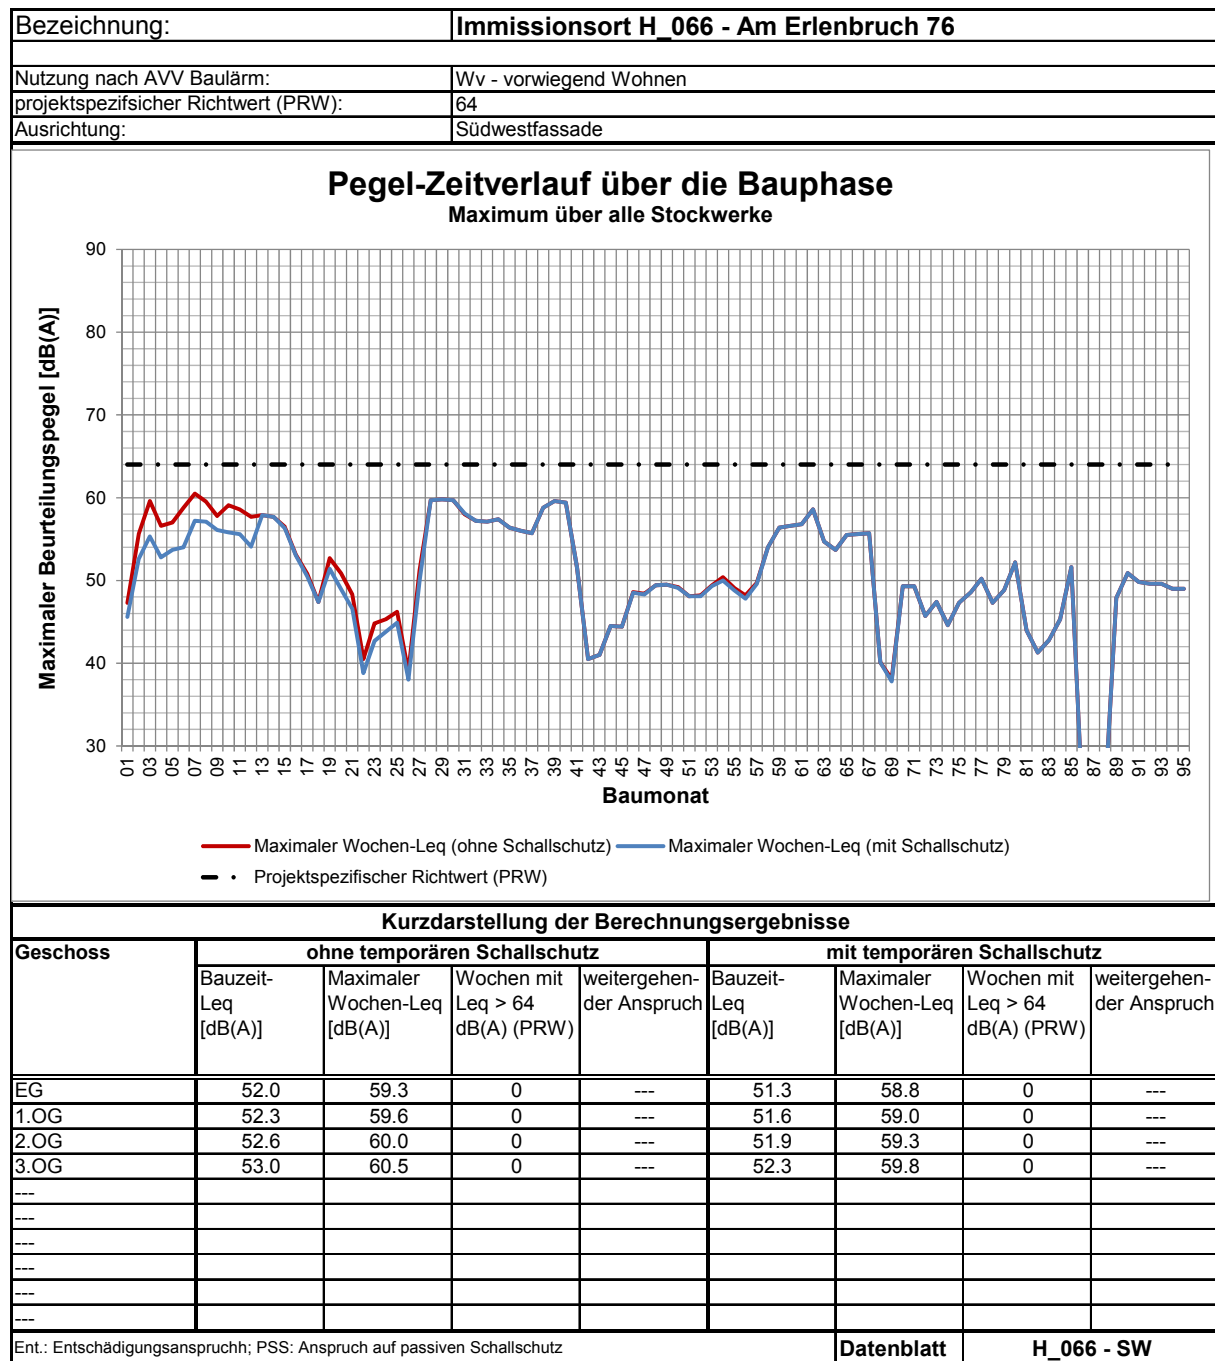 Bezeichnung: Immissionsort H_066 - Am Erlenbruch 76
Nutzung nach AVV Baulärm: Wv - vorwiegend Wohnen
projektspezifsicher Richtwert (PRW): 64
Ausrichtung: Südwestfassade
Pegel-Zeitverlauf über die Bauphase
Maximum über alle Stockwerke
Maximaler Beurteilungspegel [dB(A)]
90
80
70
60
50
40
30
01 03 05 07 09 11 13 15 17 19 21 23 25 27 29 31 33 35 37 39 41 43 45 47 49 51 53 55 57 59 61 63 65 67 69 71 73 75 77 79 81 83 85 87 89 91 93 95
Baumonat
Maximaler Wochen-Leq (ohne Schallschutz) Maximaler Wochen-Leq (mit Schallschutz)
Projektspezifischer Richtwert (PRW)
Kurzdarstellung der Berechnungsergebnisse
Geschoss ohne temporären Schallschutz mit temporären Schallschutz
Bauzeit- Maximaler Wochen mit weitergehen- Bauzeit- Maximaler Wochen mit weitergehen-
Leq Wochen-Leq Leq > 64 der Anspruch Leq Wochen-Leq Leq > 64 der Anspruch
[dB(A)] [dB(A)] dB(A) (PRW) [dB(A)] [dB(A)] dB(A) (PRW)
EG 52.0 59.3 0 --- 51.3 58.8 0 ---
1.OG 52.3 59.6 0 --- 51.6 59.0 0 ---
2.OG 52.6 60.0 0 --- 51.9 59.3 0 ---
3.OG 53.0 60.5 0 --- 52.3 59.8 0 ---
---
---
---
---
---
---
Ent.: Entschädigungsanspruchh; PSS: Anspruch auf passiven Schallschutz Datenblatt H_066 - SW